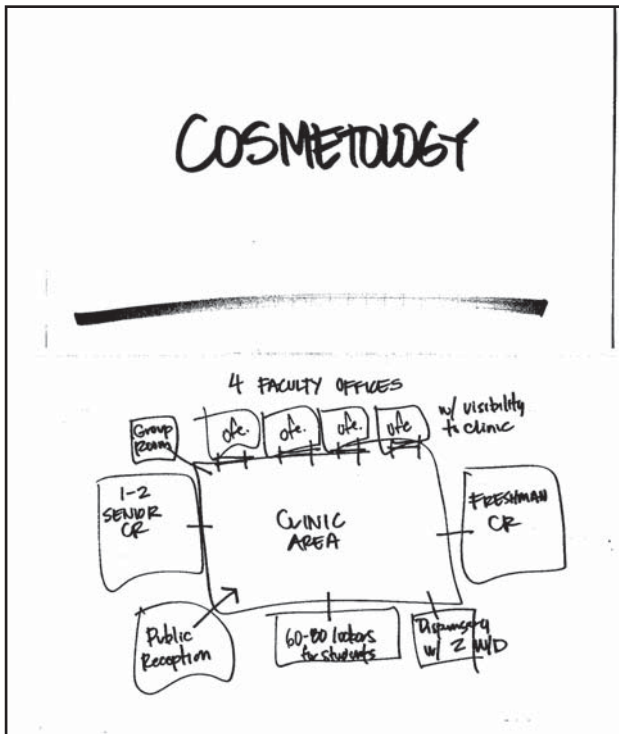 COSMETOLOGY
4 FACULTY OFFICES
w/ visibility
to clinic
Group
Room
ofc.
ofc.
ofc.
ofc
1-2
SENIOR
CR
CLINIC
AREA
FRESHMAN
CR
Public
Reception
60-80 lockers
for students
Dispensary
w/ 2 W/D